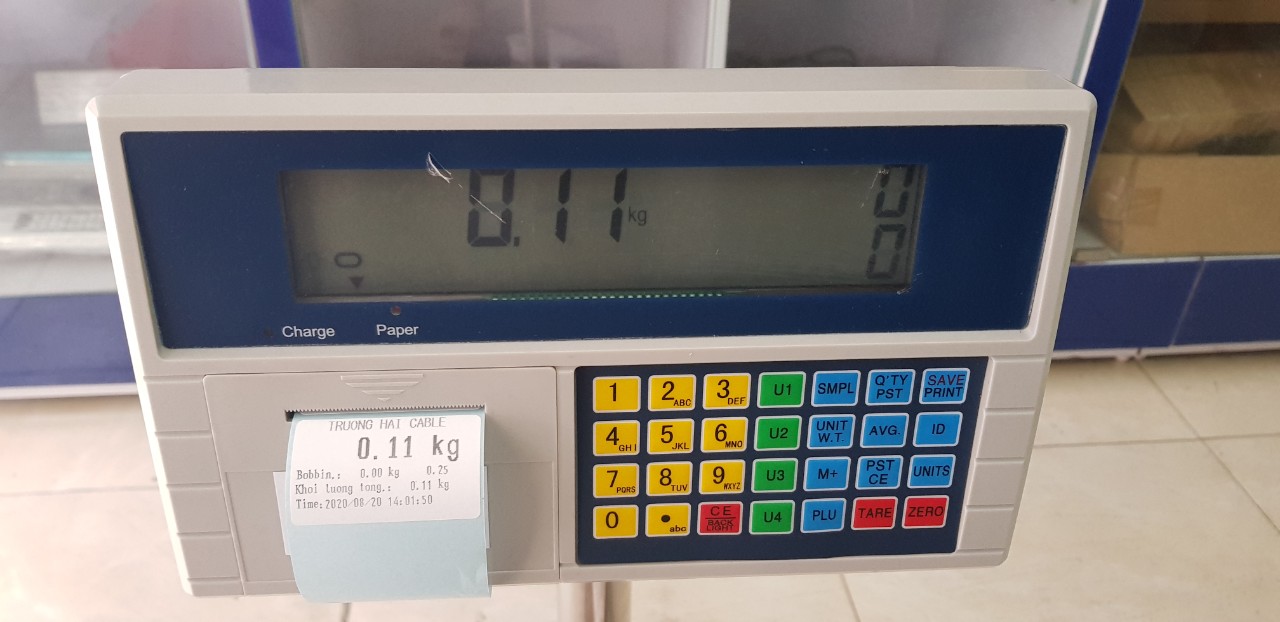 0.11 kg
0
0
0
Charge Paper
TRUONG HAI CABLE
0.11 kg
Bobbin.: 0.00 kg 0.25
Khoi luong tong.: 0.11 kg
Time:2020/08/20 14:01:50
1 2 ABC 3 DEF U1 SMPL Q'TY PST SAVE PRINT
4 GHI 5 JKL 6 MNO U2 UNIT W.T. AVG. ID
7 PQRS 8 TUV 9 WXYZ U3 M+ PST CE UNITS
0 . abc CE BACK LIGHT U4 PLU TARE ZERO